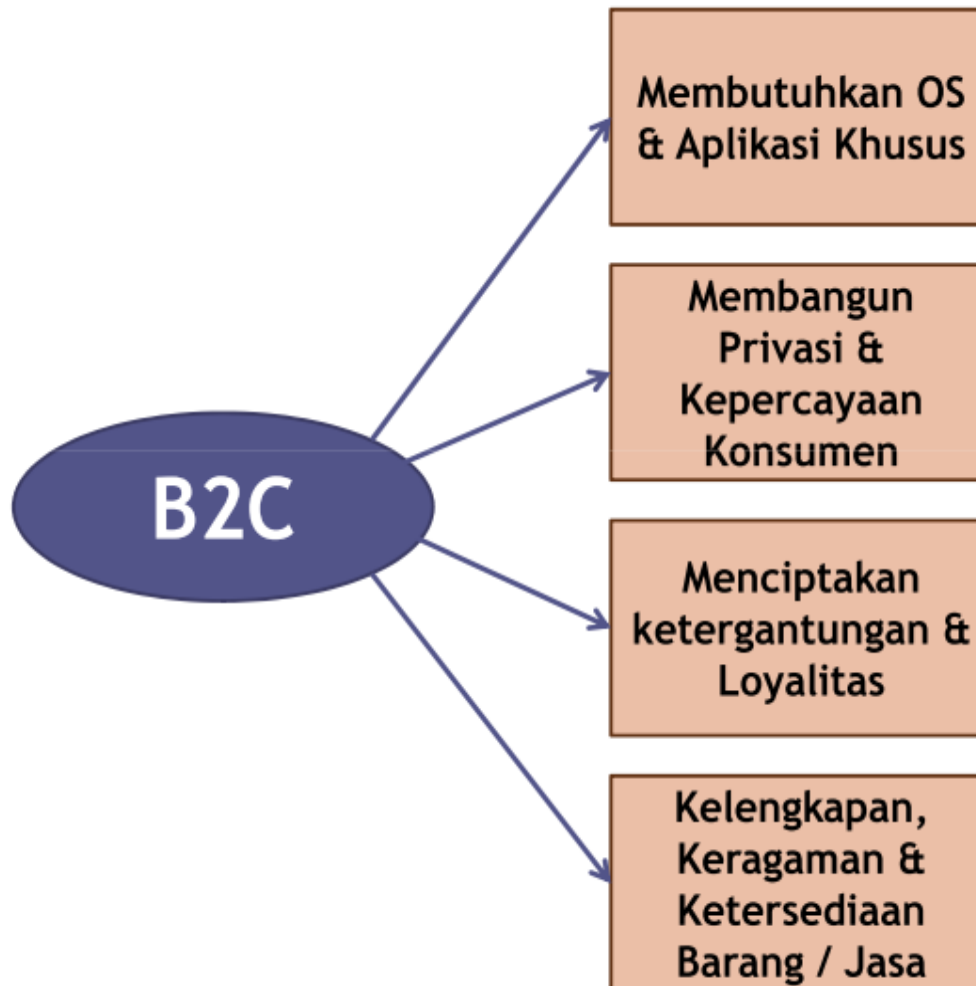 Membutuhkan OS
& Aplikasi Khusus
Membangun
Privasi &
Kepercayaan
Konsumen
B2C
Menciptakan
ketergantungan &
Loyalitas
Kelengkapan,
Keragaman &
Ketersediaan
Barang / Jasa